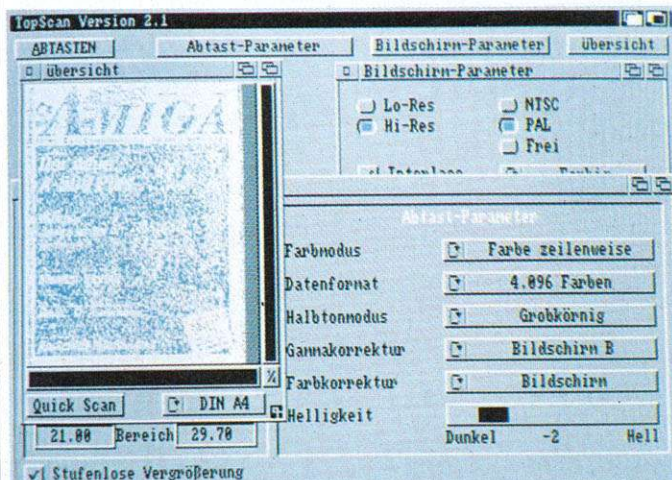 TopScan Version 2.1
ABTASTEN
Abtast-Parameter
Bildschirm-Parameter
übersicht
übersicht
AMIGA
Quick Scan
DIN A4
21.00 Bereich 29.70
Stufenlose Vergrößerung
Bildschirm-Parameter
Lo-Res
Hi-Res
NTSC
PAL
Frei
Interlace
Farbig
Abtast-Parameter
Farbmodus Farbe zeilenweise
Datenformat 4.096 Farben
Halbtonmodus Grobkörnig
Gammakorrektur Bildschirm B
Farbkorrektur Bildschirm
Helligkeit
Dunkel -2 Hell